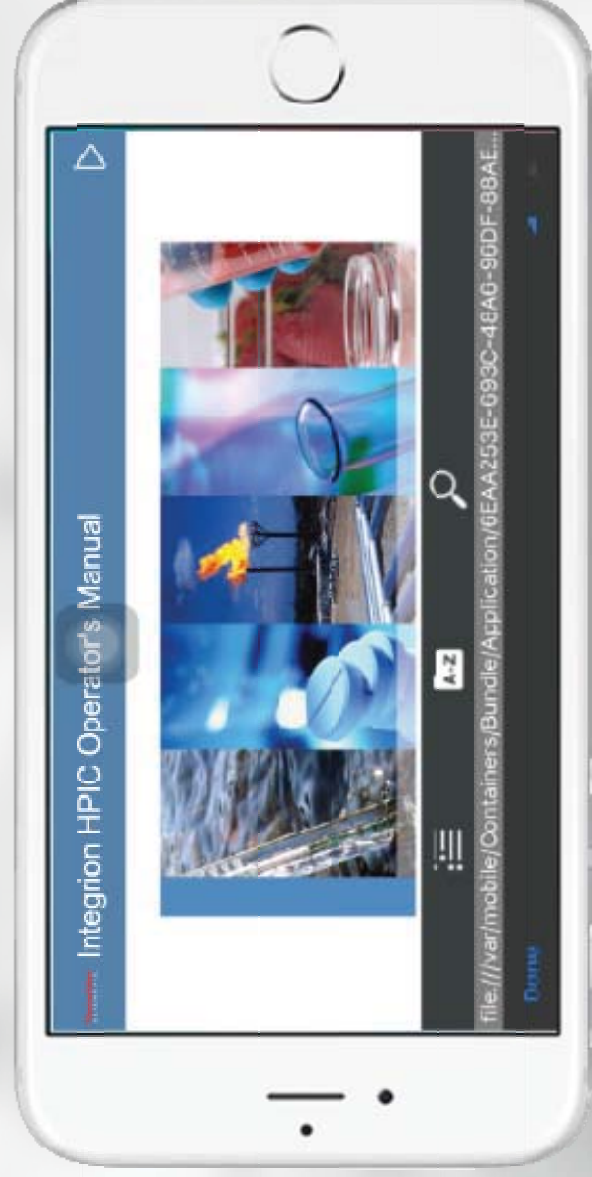 Integrion HPIC Operator's Manual
A-Z
file:///var/mobile/Containers/Bundle/Application/6EAA253E-693C-48A6-96DF-88AE...
Done